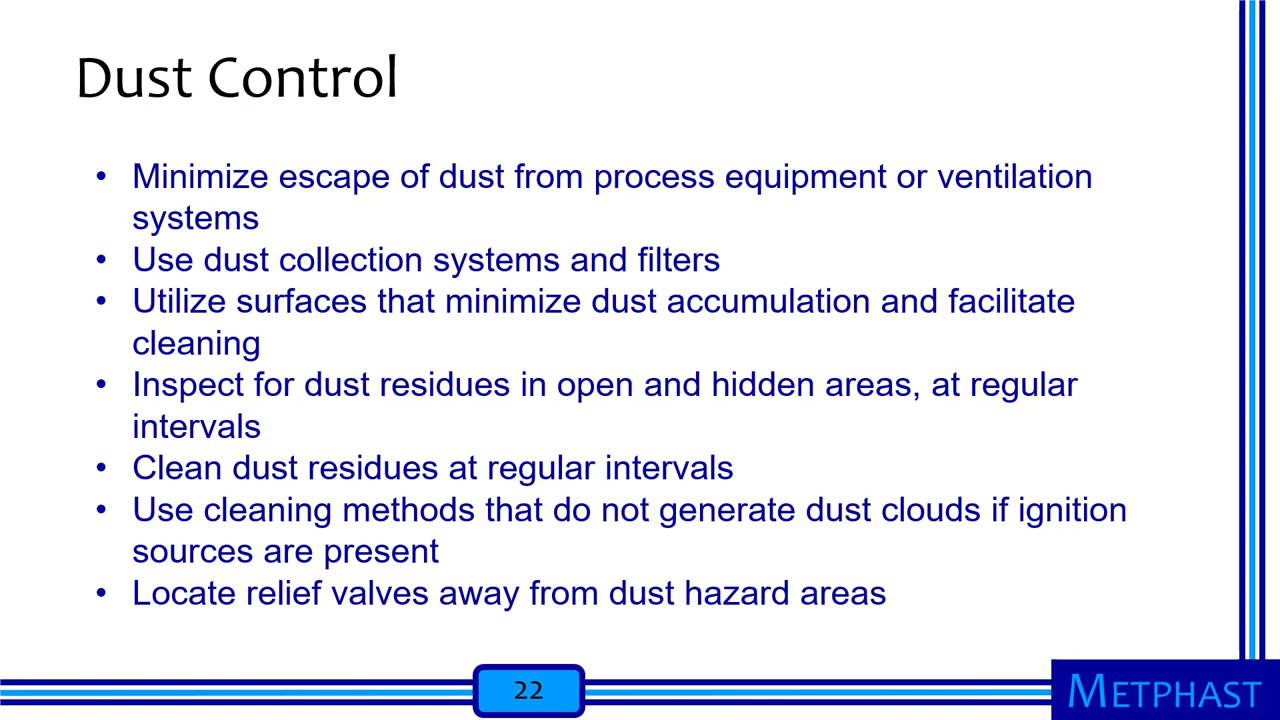 Dust Control
• Minimize escape of dust from process equipment or ventilation
systems
• Use dust collection systems and filters
• Utilize surfaces that minimize dust accumulation and facilitate
cleaning
• Inspect for dust residues in open and hidden areas, at regular
intervals
• Clean dust residues at regular intervals
• Use cleaning methods that do not generate dust clouds if ignition
sources are present
• Locate relief valves away from dust hazard areas
22
METPHAST